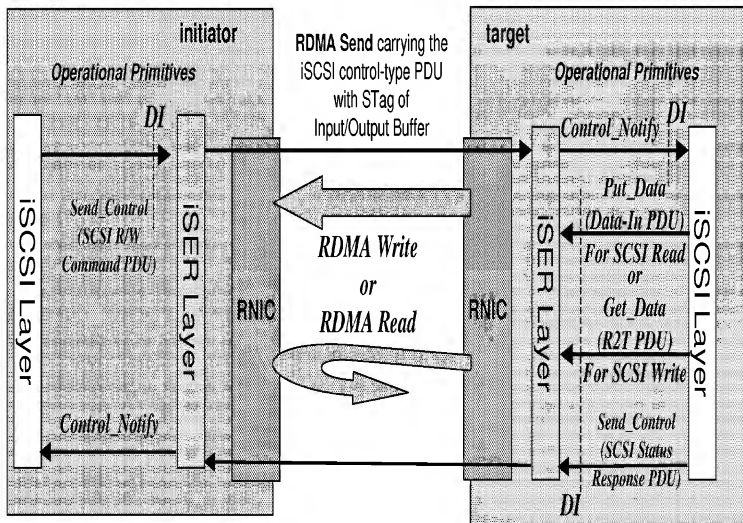 initiator
Operational Primitives
DI
iSCSI Layer
Send_Control
(SCSI R/W
Command PDU)
iSER Layer
Control_Notify
RNIC
RDMA Send carrying the
iSCSI control-type PDU
with STag of
Input/Output Buffer
RDMA Write
or
RDMA Read
target
Operational Primitives
RNIC
iSER Layer
Control_Notify
DI
Put_Data
(Data-In PDU)
For SCSI Read
or
Get_Data
(R2T PDU)
For SCSI Write
Send_Control
(SCSI Status
Response PDU)
DI
iSCSI Layer